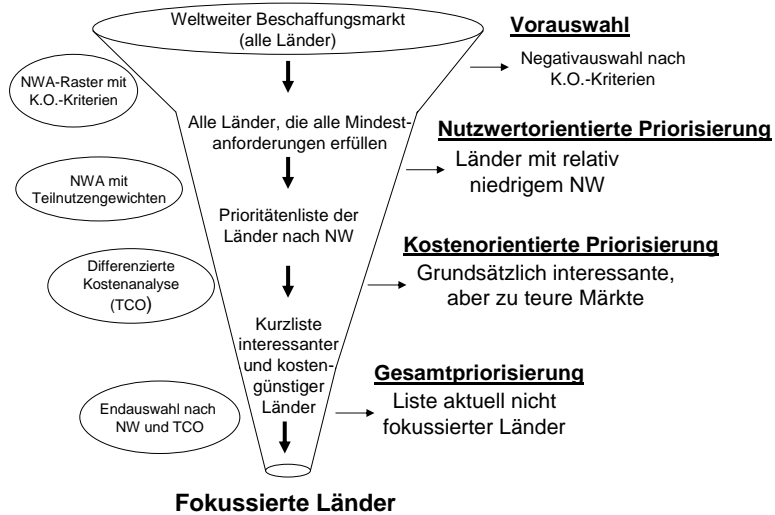 Weltweiter Beschaffungsmarkt
(alle Länder)
Vorauswahl
Negativauswahl nach
K.O.-Kriterien
NWA-Raster mit
K.O.-Kriterien
Alle Länder, die alle Mindest-
anforderungen erfüllen
Nutzwertorientierte Priorisierung
Länder mit relativ
niedrigem NW
NWA mit
Teilnutzengewichten
Prioritätenliste der
Länder nach NW
Kostenorientierte Priorisierung
Grundsätzlich interessante,
aber zu teure Märkte
Differenzierte
Kostenanalyse
(TCO)
Kurzliste
interessanter
und kosten-
günstiger
Länder
Gesamtpriorisierung
Liste aktuell nicht
fokussierter Länder
Endauswahl nach
NW und TCO
Fokussierte Länder